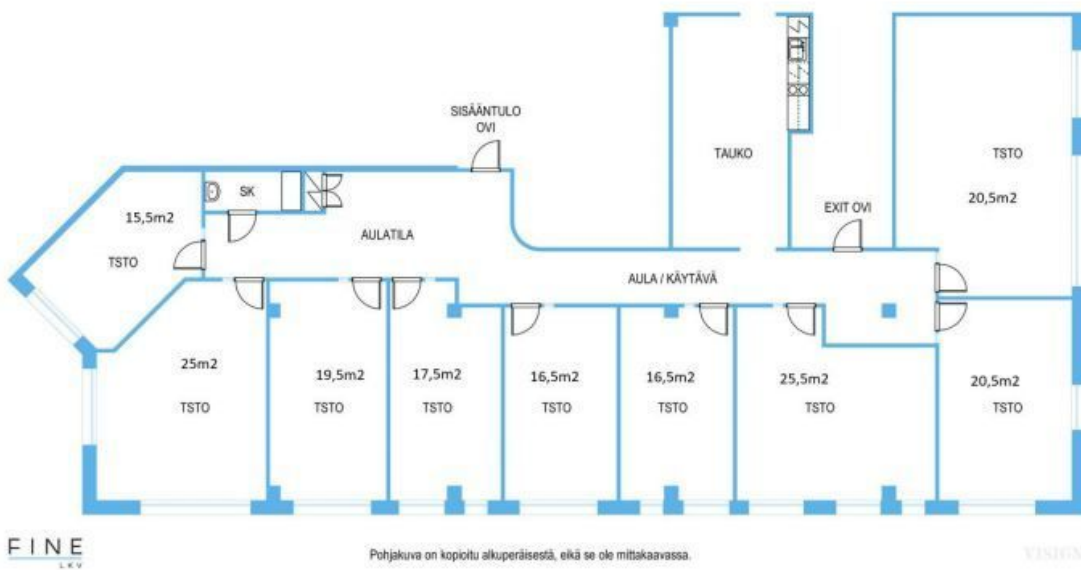 SISÄÄNTULO
OVI
TAUKO
TSTO
20,5m2
SK
15,5m2
TSTO
AULATILA
EXIT OVI
AULA / KÄYTÄVÄ
25m2
TSTO
19,5m2
TSTO
17,5m2
TSTO
16,5m2
TSTO
16,5m2
TSTO
25,5m2
TSTO
20,5m2
TSTO
FINE
LKV
Pohjakuva on kopioitu alkuperäisestä, eikä se ole mittakaavassa.